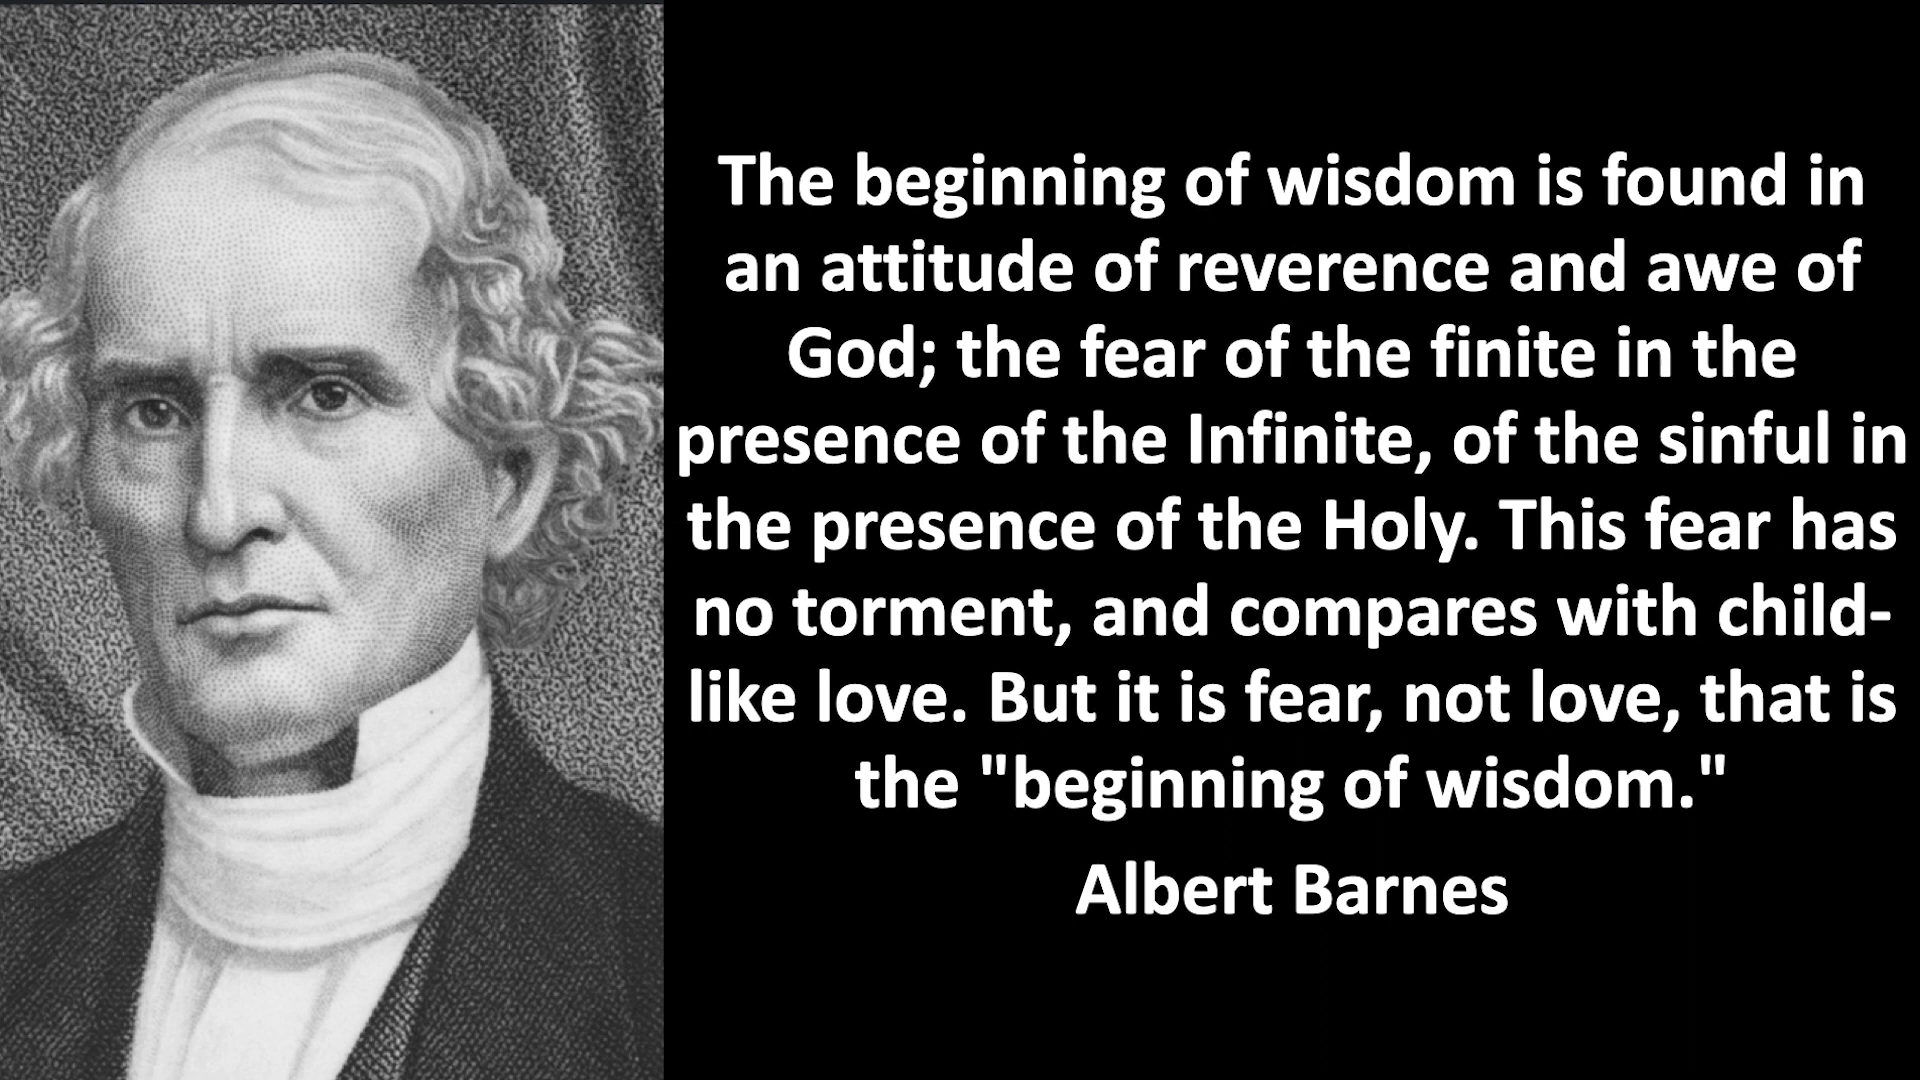 The beginning of wisdom is found in
an attitude of reverence and awe of
God; the fear of the finite in the
presence of the Infinite, of the sinful in
the presence of the Holy. This fear has
no torment, and compares with child-
like love. But it is fear, not love, that is
the "beginning of wisdom."
Albert Barnes